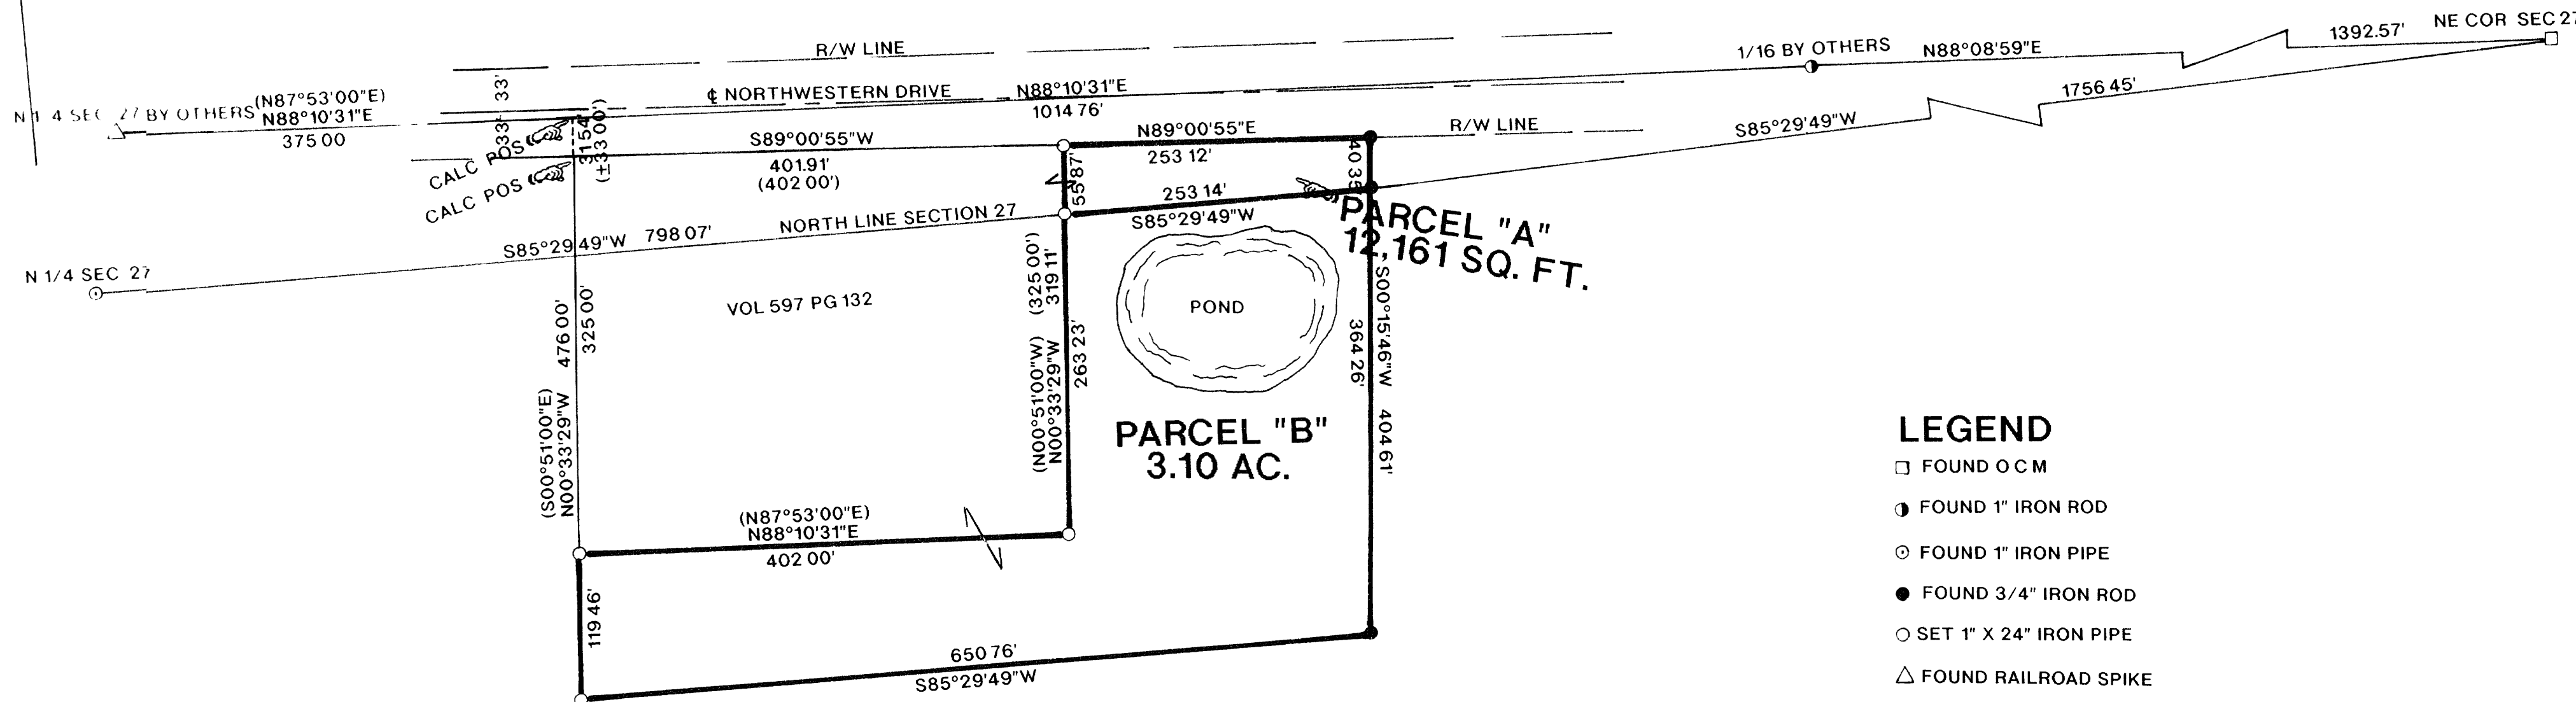 NE COR SEC 27
1392.57'
R/W LINE
1/16 BY OTHERS
N88°08'59"E
1756 45'
S85°29'49"W
33'
33'
(N87°53'00"E)
N 1 4 SEC 27 BY OTHERS
N88°10'31"E
375 00
℄ NORTHWESTERN DRIVE
N88°10'31"E
1014 76'
31 54'
(±33 00')
CALC POS
CALC POS
S89°00'55"W
401.91'
(402 00')
N89°00'55"E
253 12'
R/W LINE
40 35'
55 87'
253 14'
S85°29'49"W
PARCEL "A"
12,161 SQ. FT.
NORTH LINE SECTION 27
S85°29'49"W 798 07'
N 1/4 SEC 27
VOL 597 PG 132
476 00'
325 00'
(S00°51'00"E)
N00°33'29"W
(325 00')
319 11'
(N00°51'00"W)
N00°33'29"W
263 23'
POND
364 26'
S00°15'46"W 404 61'
PARCEL "B"
3.10 AC.
(N87°53'00"E)
N88°10'31"E
402 00'
119 46'
650 76'
S85°29'49"W
LEGEND
FOUND O C M
FOUND 1" IRON ROD
FOUND 1" IRON PIPE
FOUND 3/4" IRON ROD
SET 1" X 24" IRON PIPE
FOUND RAILROAD SPIKE